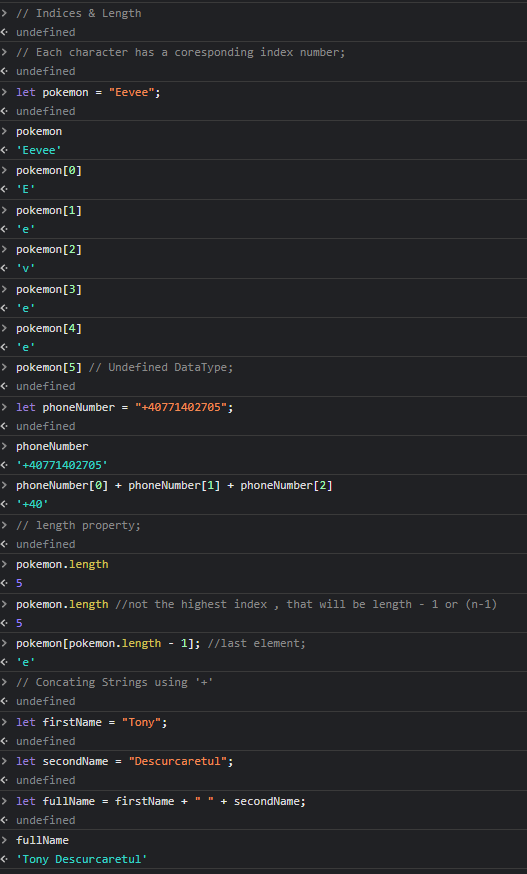 > // Indices & Length
<· undefined
> // Each character has a coresponding index number;
<· undefined
> let pokemon = "Eevee";
<· undefined
> pokemon
<· 'Eevee'
> pokemon[0]
<· 'E'
> pokemon[1]
<· 'e'
> pokemon[2]
<· 'v'
> pokemon[3]
<· 'e'
> pokemon[4]
<· 'e'
> pokemon[5] // Undefined DataType;
<· undefined
> let phoneNumber = "+40771402705";
<· undefined
> phoneNumber
<· '+40771402705'
> phoneNumber[0] + phoneNumber[1] + phoneNumber[2]
<· '+40'
> // length property;
<· undefined
> pokemon.length
<· 5
> pokemon.length //not the highest index , that will be length - 1 or (n-1)
<· 5
> pokemon[pokemon.length - 1]; //last element;
<· 'e'
> // Concating Strings using '+'
<· undefined
> let firstName = "Tony";
<· undefined
> let secondName = "Descurcaretul";
<· undefined
> let fullName = firstName + " " + secondName;
<· undefined
> fullName
<· 'Tony Descurcaretul'